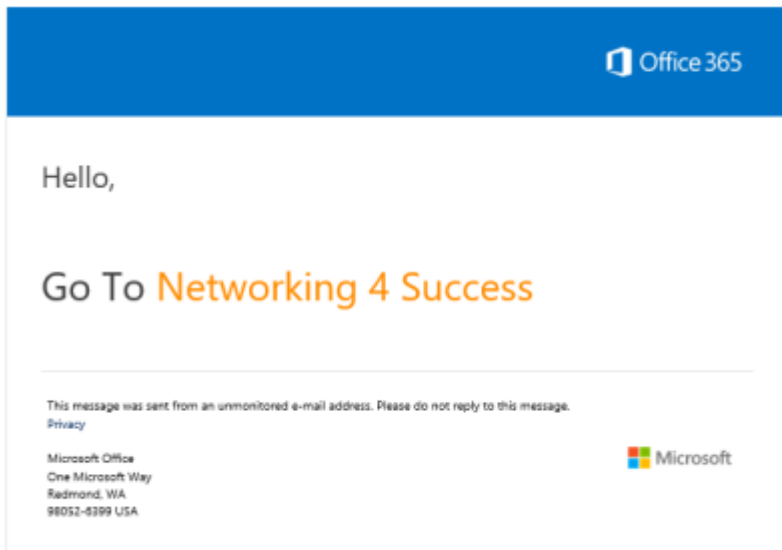 Office 365
Hello,
Go To Networking 4 Success
This message was sent from an unmonitored e-mail address. Please do not reply to this message.
Privacy
Microsoft Office
One Microsoft Way
Redmond, WA
98052-6399 USA
Microsoft